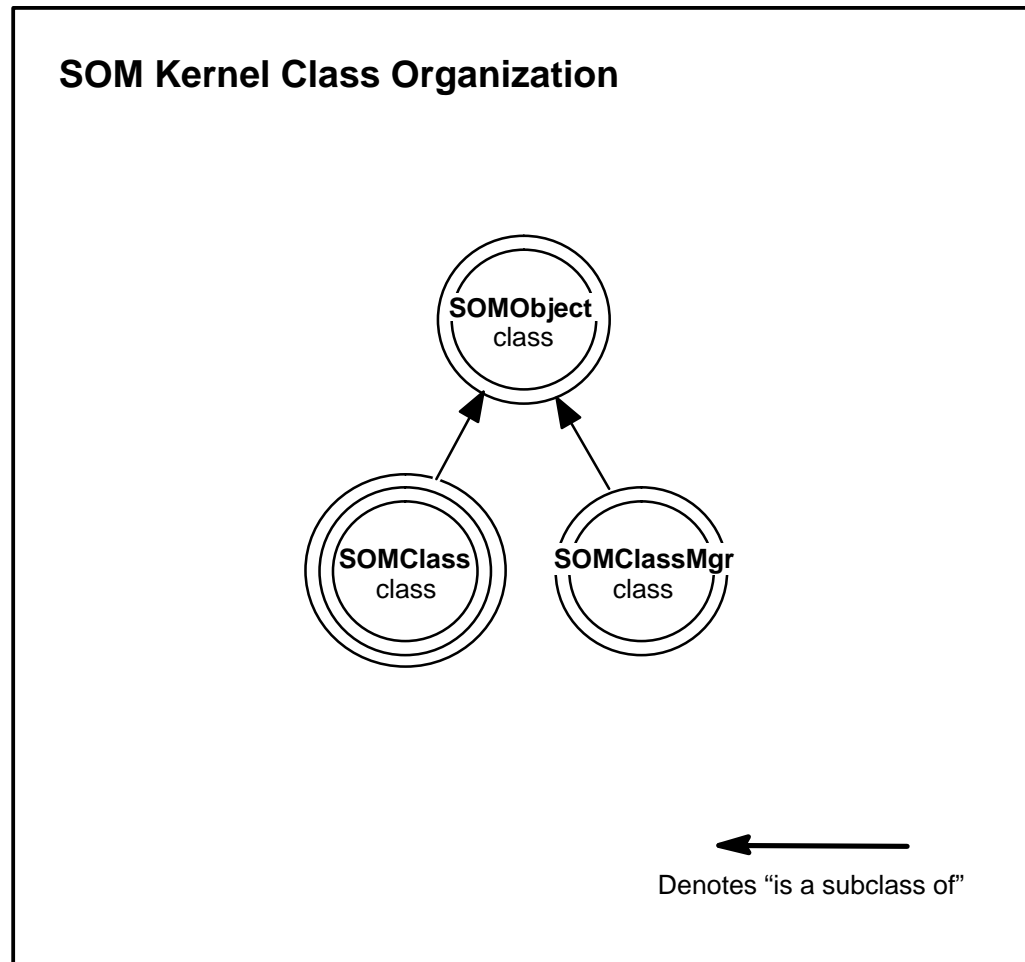 SOM Kernel Class Organization
SOMObject
class
SOMClass
class
SOMClassMgr
class
Denotes “is a subclass of”